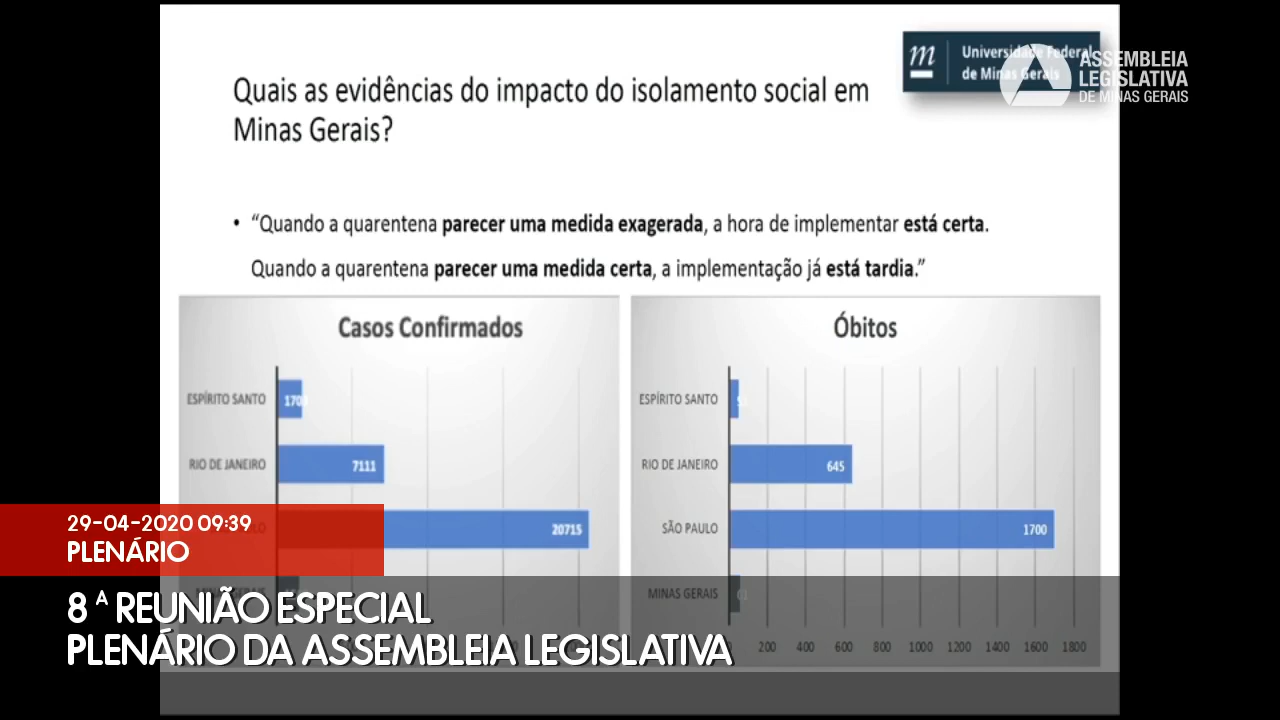 Universidade Federal
de Minas Gerais
ASSEMBLEIA
LEGISLATIVA
DE MINAS GERAIS
Quais as evidências do impacto do isolamento social em
Minas Gerais?
• “Quando a quarentena parecer uma medida exagerada, a hora de implementar está certa.
Quando a quarentena parecer uma medida certa, a implementação já está tardia.”
Casos Confirmados
ESPÍRITO SANTO
RIO DE JANEIRO 7111
20715
Óbitos
ESPÍRITO SANTO
RIO DE JANEIRO 645
SÃO PAULO 1700
MINAS GERAIS
200 400 600 800 1000 1200 1400 1600 1800
29-04-2020 09:39
PLENÁRIO
8ª REUNIÃO ESPECIAL
PLENÁRIO DA ASSEMBLEIA LEGISLATIVA